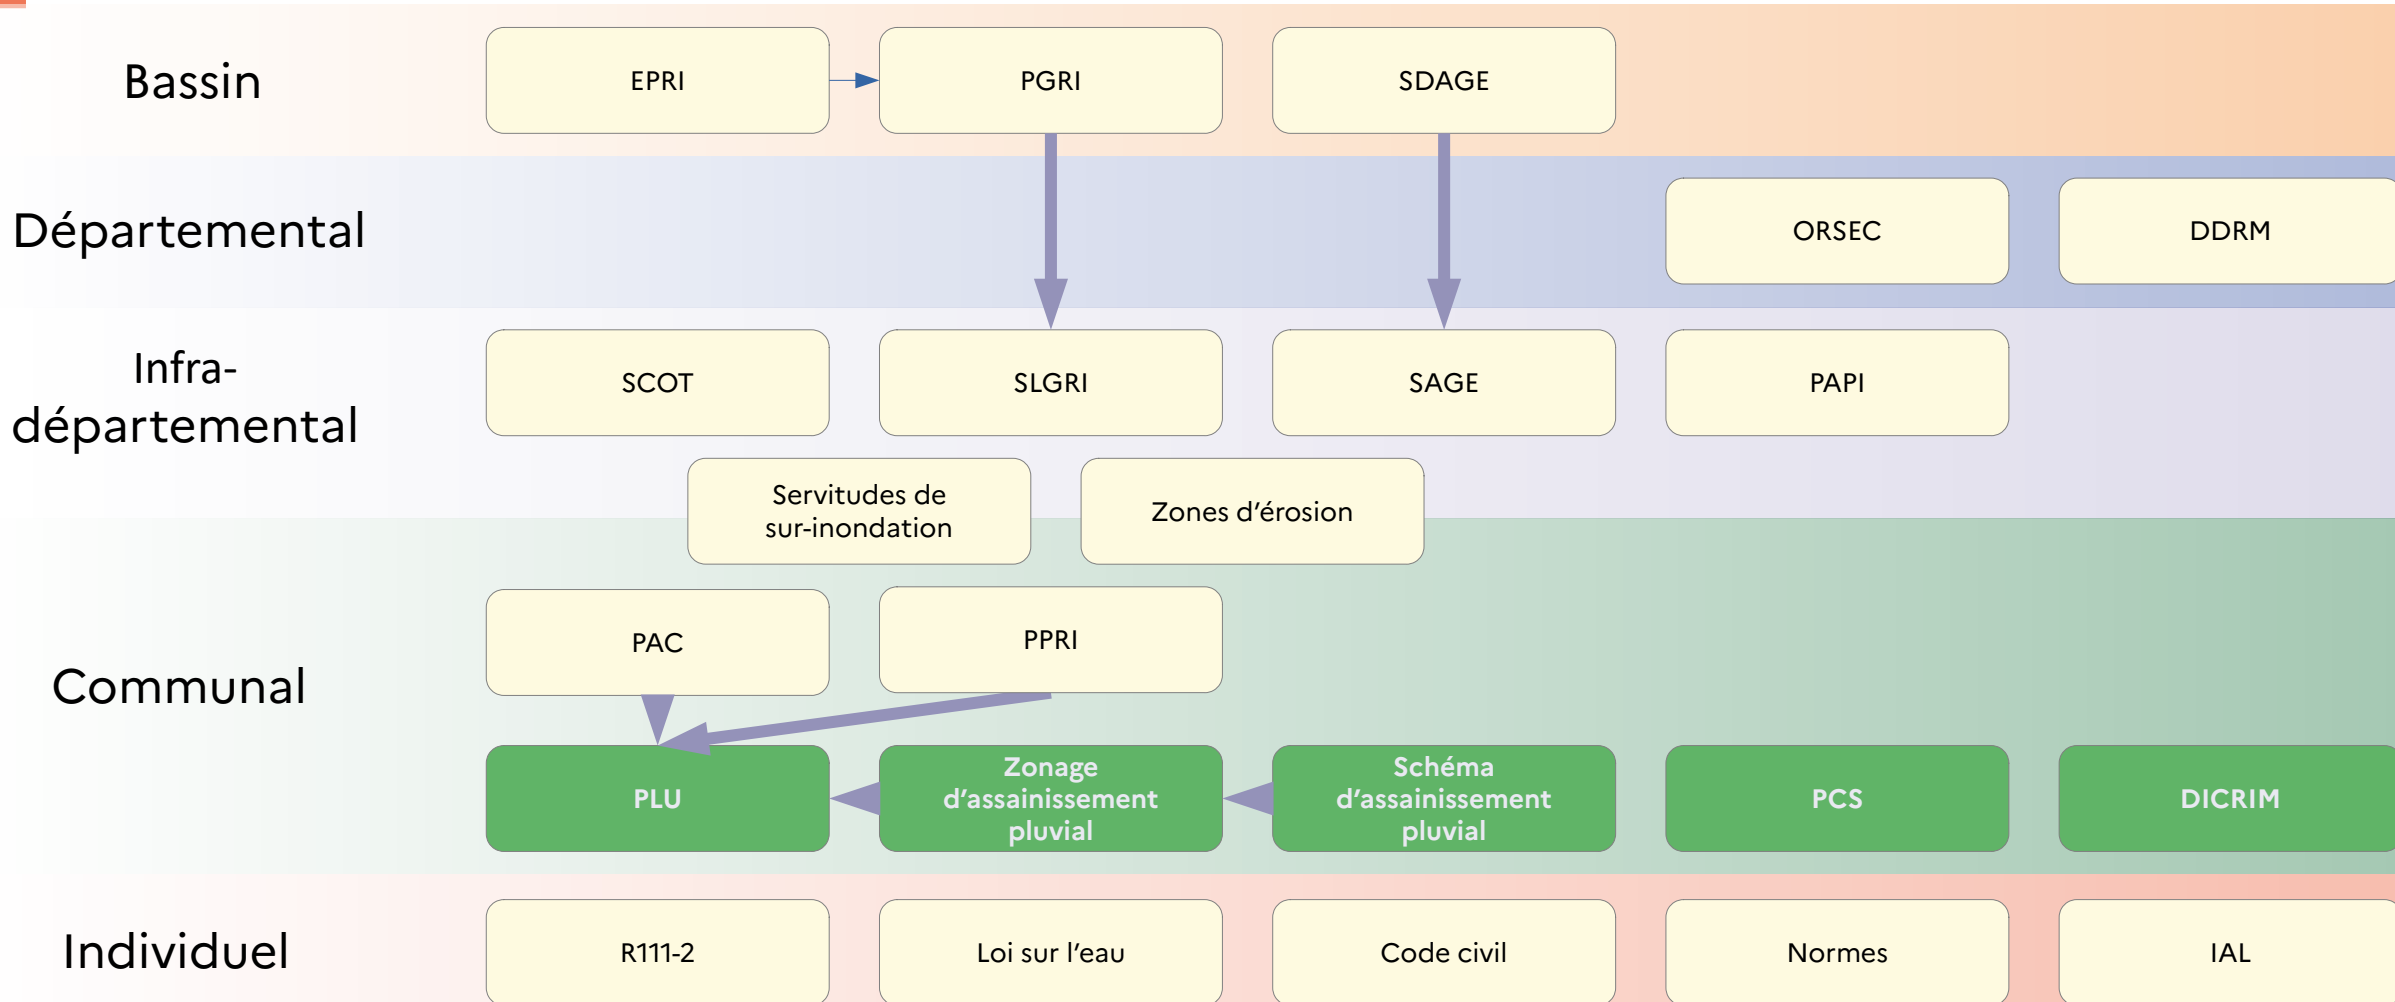 Bassin
EPRI
PGRI
SDAGE
Départemental
ORSEC
DDRM
Infra-
départemental
SCOT
SLGRI
SAGE
PAPI
Servitudes de
sur-inondation
Zones d’érosion
Communal
PAC
PPRI
PLU
Zonage
d’assainissement
pluvial
Schéma
d’assainissement
pluvial
PCS
DICRIM
Individuel
R111-2
Loi sur l’eau
Code civil
Normes
IAL